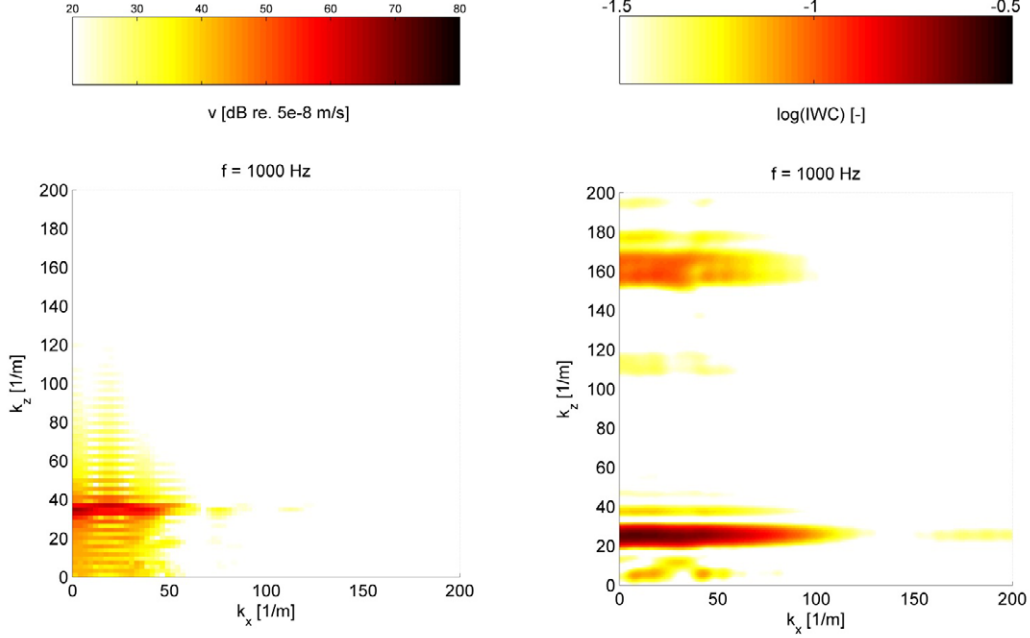 20 30 40 50 60 70 80
v [dB re. 5e-8 m/s]
-1.5 -1 -0.5
log(IWC) [-]
f = 1000 Hz
200
180
160
140
120
100
80
60
40
20
0
k_z [1/m]
0 50 100 150 200
k_x [1/m]
f = 1000 Hz
200
180
160
140
120
100
80
60
40
20
0
k_z [1/m]
0 50 100 150 200
k_x [1/m]